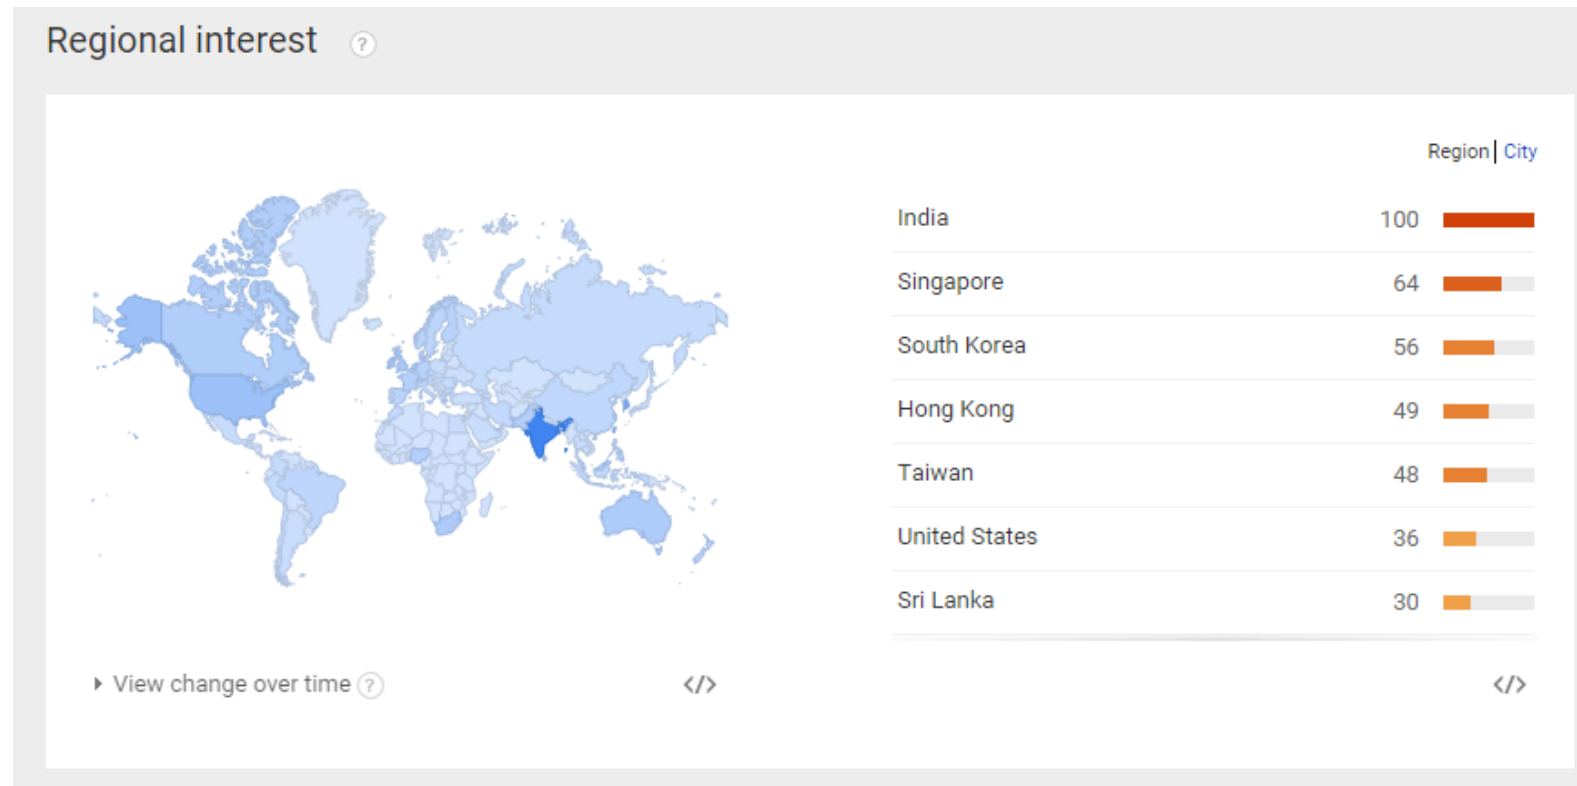 Regional interest ?
Region | City
India 100
Singapore 64
South Korea 56
Hong Kong 49
Taiwan 48
United States 36
Sri Lanka 30
View change over time ? </>
</>